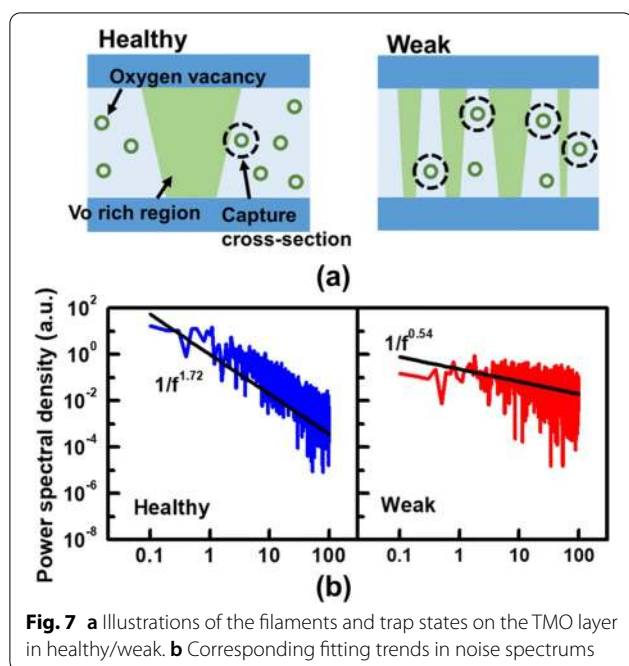 Healthy
Weak
Oxygen vacancy
Vo rich region
Capture
cross-section
(a)
Power spectral density (a.u.)
10^2
10^0
10^-2
10^-4
10^-6
10^-8
1/f^1.72
Healthy
1/f^0.54
Weak
0.1 1 10 100
0.1 1 10 100
(b)
Fig. 7 a Illustrations of the filaments and trap states on the TMO layer
in healthy/weak. b Corresponding fitting trends in noise spectrums